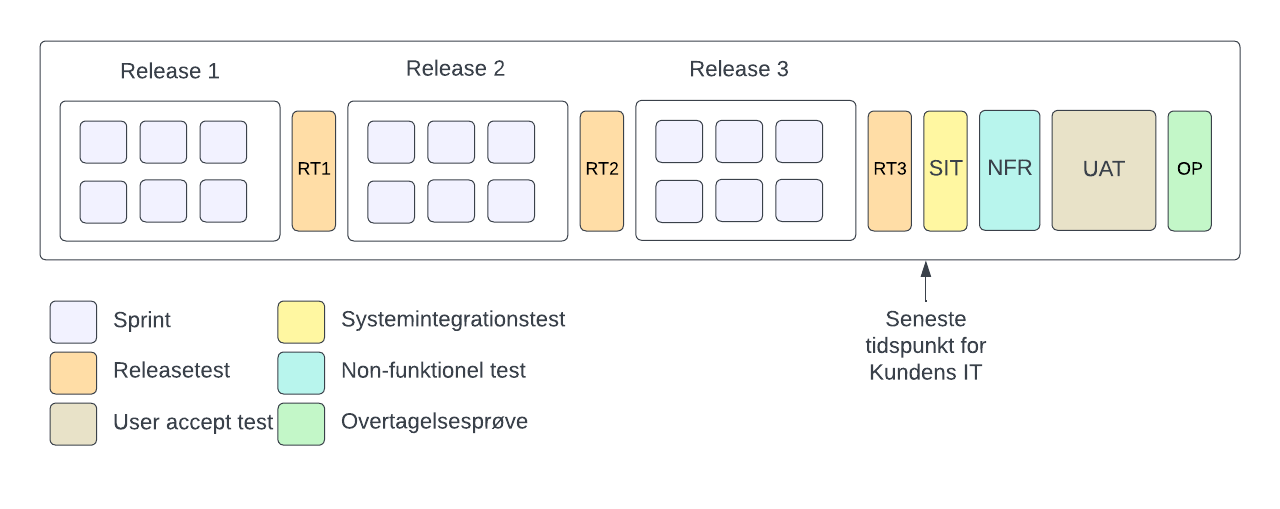 Release 1
Release 2
Release 3
RT1
RT2
RT3
SIT
NFR
UAT
OP
Sprint
Systemintegrationstest
Releasetest
Non-funktionel test
User accept test
Overtagelsesprøve
Seneste
tidspunkt for
Kundens IT